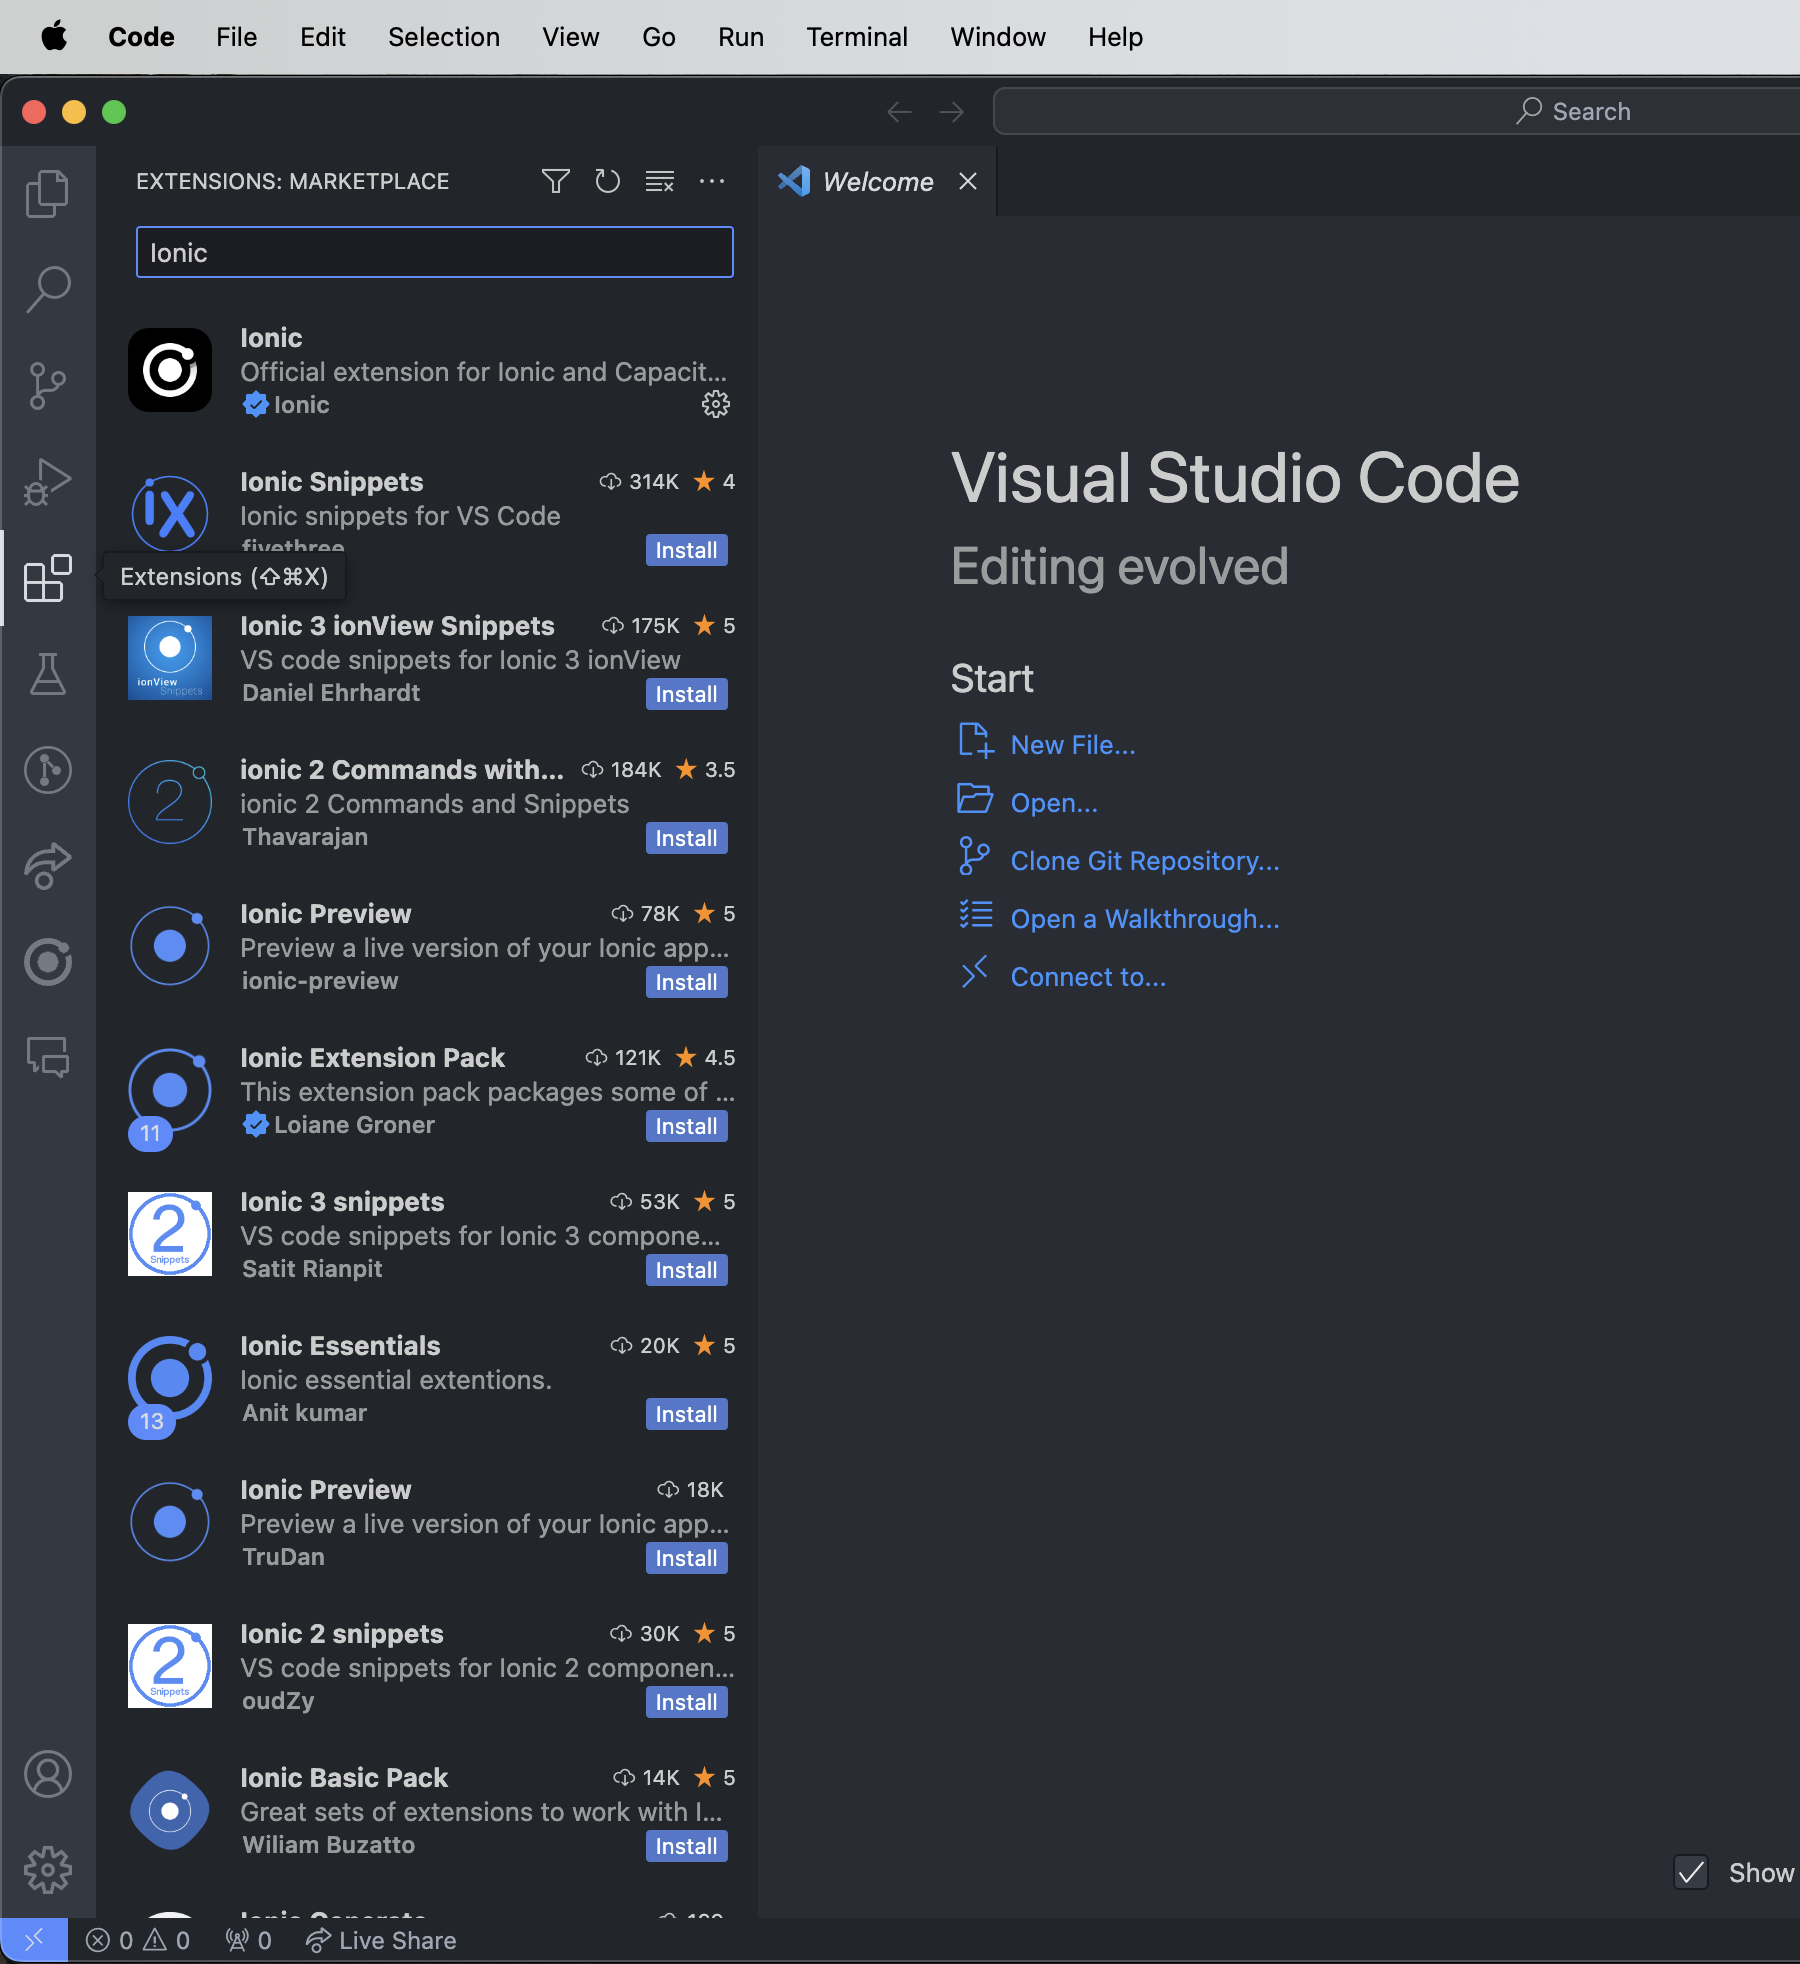 Code File Edit Selection View Go Run Terminal Window Help
Search
EXTENSIONS: MARKETPLACE
Welcome
Ionic
Ionic
Official extension for Ionic and Capacit...
Ionic
Ionic Snippets 314K 4
Ionic snippets for VS Code
fivethree Install
Extensions (⇧⌘X)
Ionic 3 ionView Snippets 175K 5
VS code snippets for Ionic 3 ionView
Daniel Ehrhardt Install
ionView
Snippets
ionic 2 Commands with... 184K 3.5
ionic 2 Commands and Snippets
Thavarajan Install
2
Ionic Preview 78K 5
Preview a live version of your Ionic app...
ionic-preview Install
Ionic Extension Pack 121K 4.5
This extension pack packages some of ...
Loiane Groner Install
11
Ionic 3 snippets 53K 5
VS code snippets for Ionic 3 compone...
Satit Rianpit Install
2
Snippets
Ionic Essentials 20K 5
Ionic essential extentions.
Anit kumar Install
13
Ionic Preview 18K
Preview a live version of your Ionic app...
TruDan Install
Ionic 2 snippets 30K 5
VS code snippets for Ionic 2 componen...
oudZy Install
2
Snippets
Ionic Basic Pack 14K 5
Great sets of extensions to work with I...
Wiliam Buzatto Install
Visual Studio Code
Editing evolved
Start
New File...
Open...
Clone Git Repository...
Open a Walkthrough...
Connect to...
Show
0 0 0 Live Share